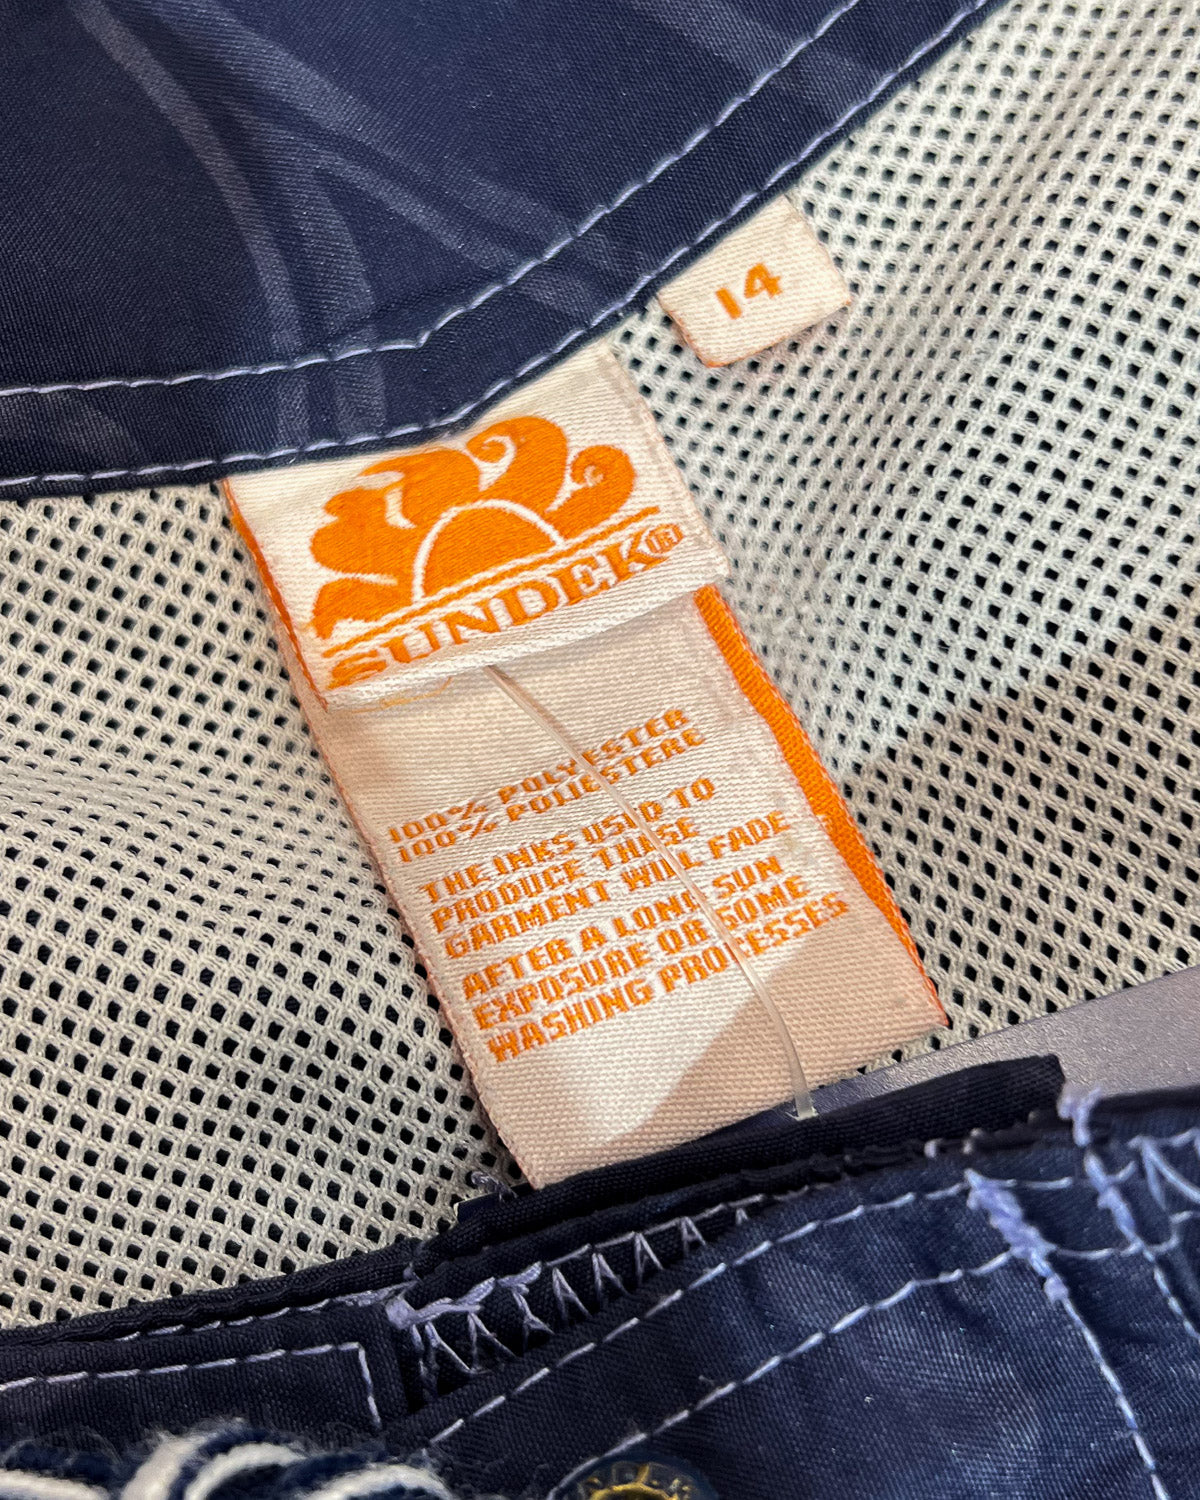 14
SUNDEK®
100% POLYESTER
100% POLIESTERE
THE INKS USED TO
PRODUCE THESE
GARMENT WILL FADE
AFTER A LONG SUN
EXPOSURE OR SOME
WASHING PROCESSES